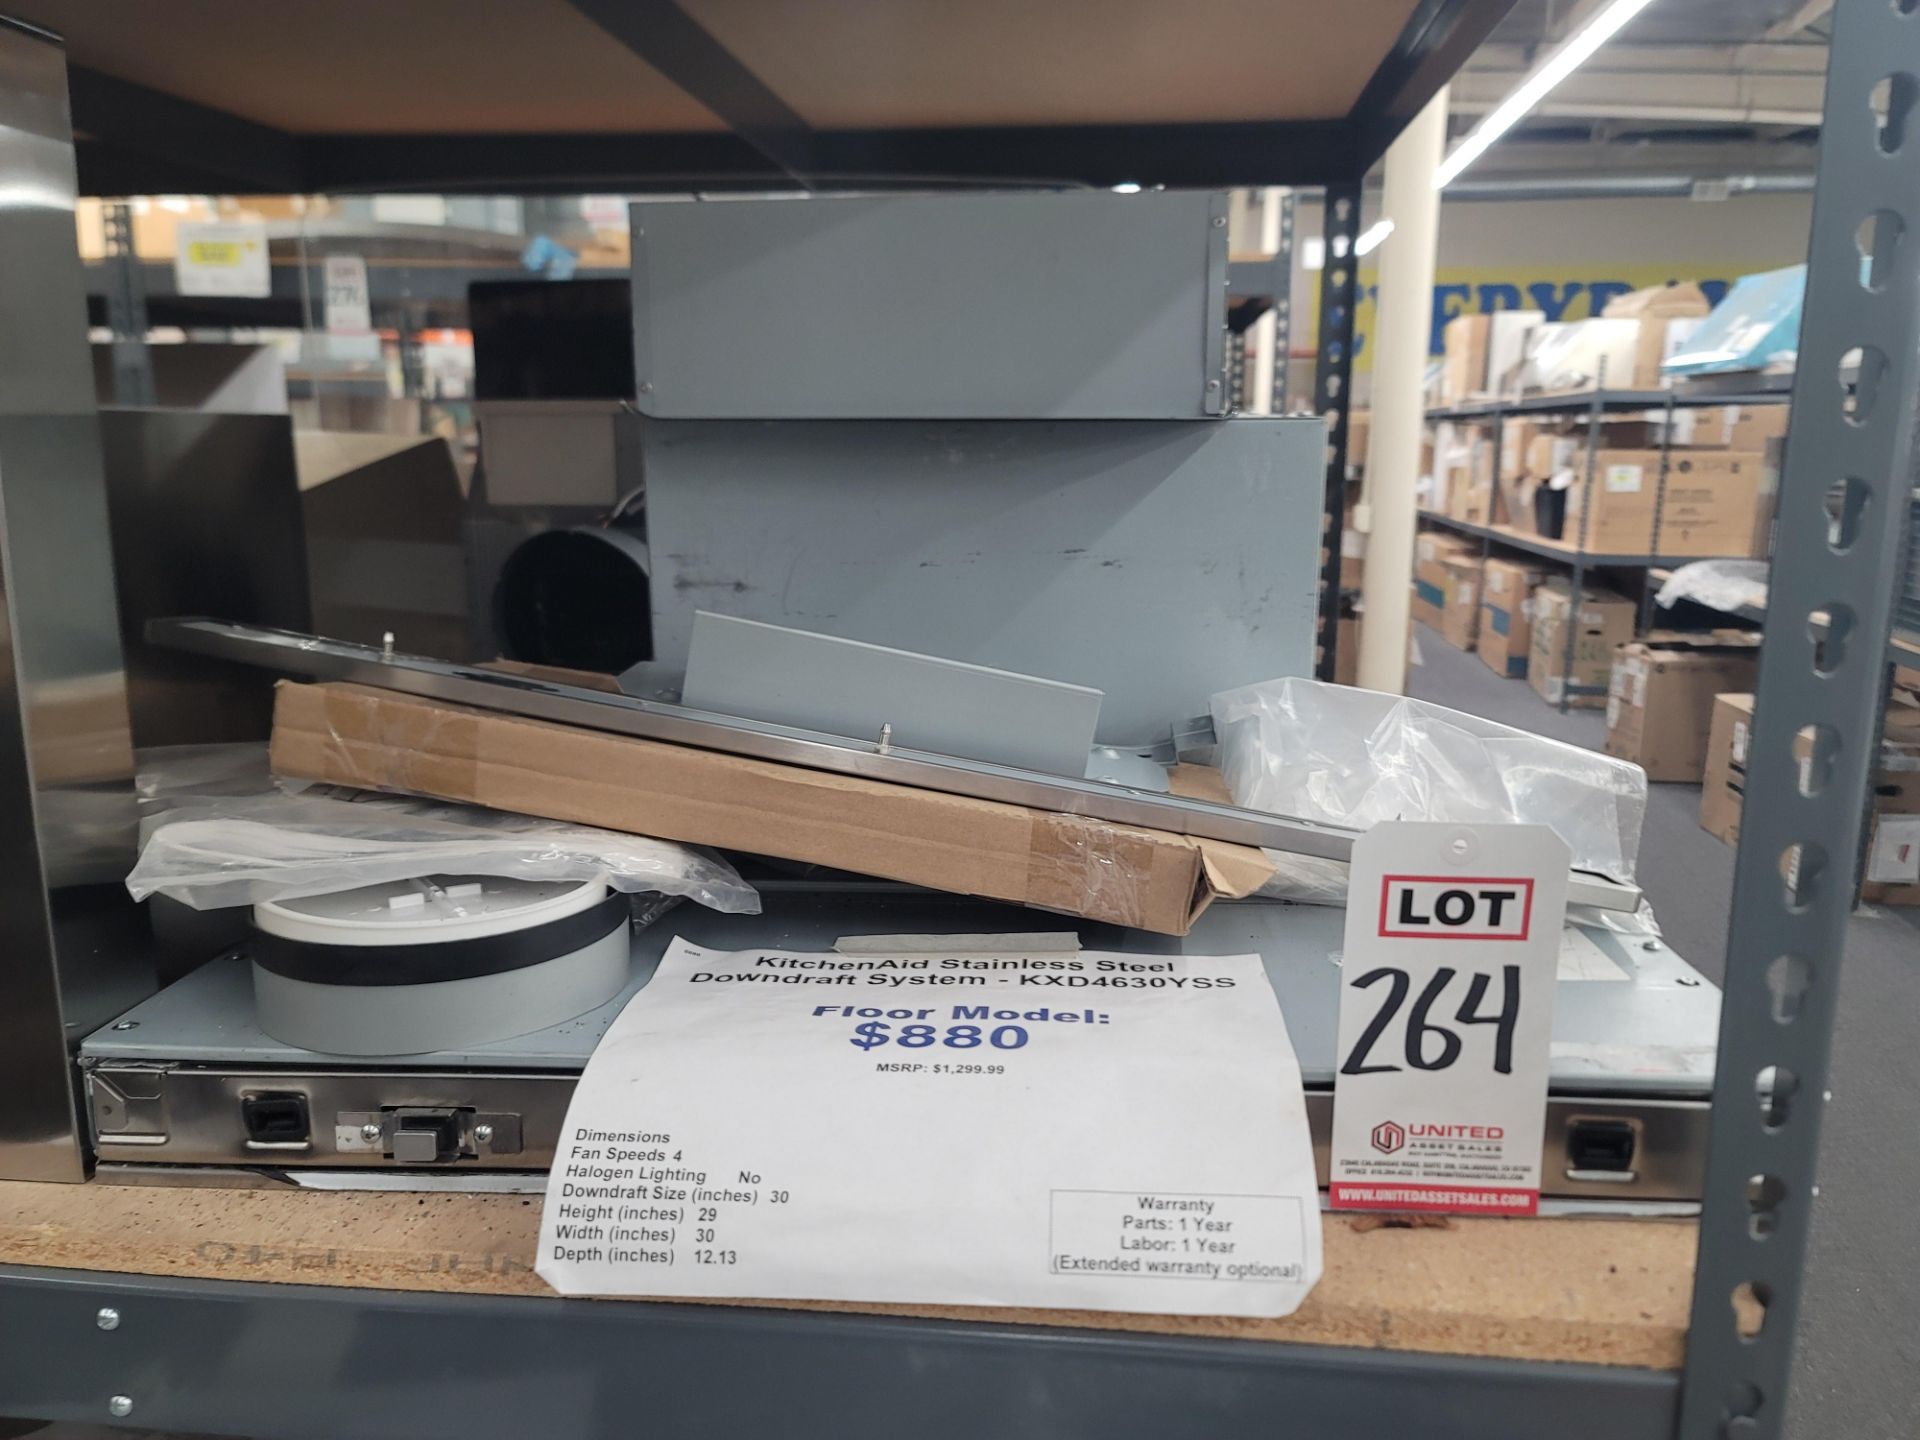 EVERYDA
KitchenAid Stainless Steel
Downdraft System - KXD4630YSS
Floor Model:
$880
MSRP: $1,299.99
Dimensions
Fan Speeds 4
Halogen Lighting No
Downdraft Size (inches) 30
Height (inches) 29
Width (inches) 30
Depth (inches) 12.13
Warranty
Parts: 1 Year
Labor: 1 Year
(Extended warranty optional)
LOT
264
UNITED
ASSET SALES
WWW.UNITEDASSETSALES.COM